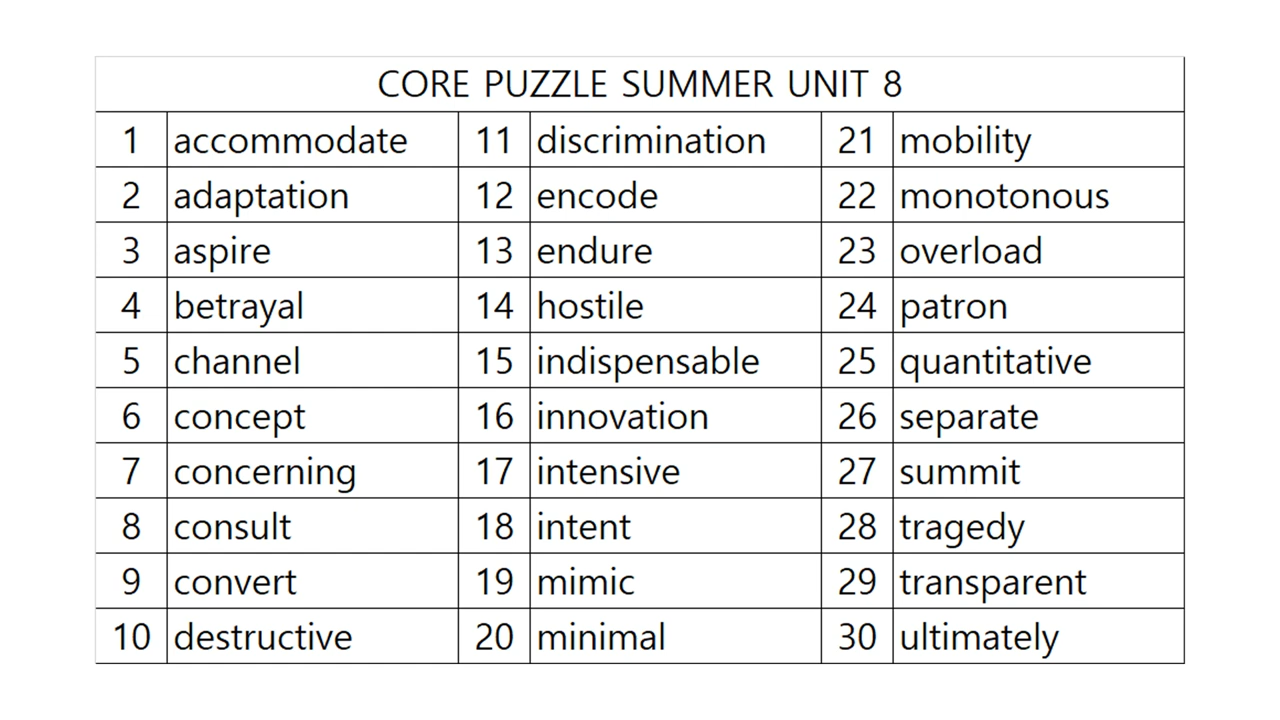 CORE PUZZLE SUMMER UNIT 8
1 accommodate 11 discrimination 21 mobility
2 adaptation 12 encode 22 monotonous
3 aspire 13 endure 23 overload
4 betrayal 14 hostile 24 patron
5 channel 15 indispensable 25 quantitative
6 concept 16 innovation 26 separate
7 concerning 17 intensive 27 summit
8 consult 18 intent 28 tragedy
9 convert 19 mimic 29 transparent
10 destructive 20 minimal 30 ultimately